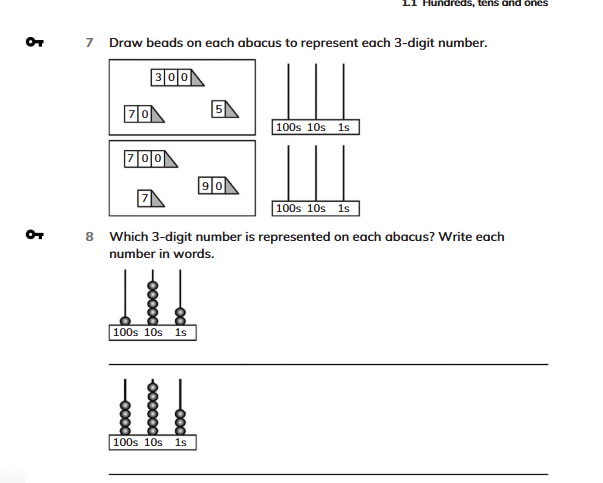 1.1 Hundreds, tens and ones
7 Draw beads on each abacus to represent each 3-digit number.
300
70
5
100s 10s 1s
700
90
7
100s 10s 1s
8 Which 3-digit number is represented on each abacus? Write each
number in words.
100s 10s 1s
100s 10s 1s